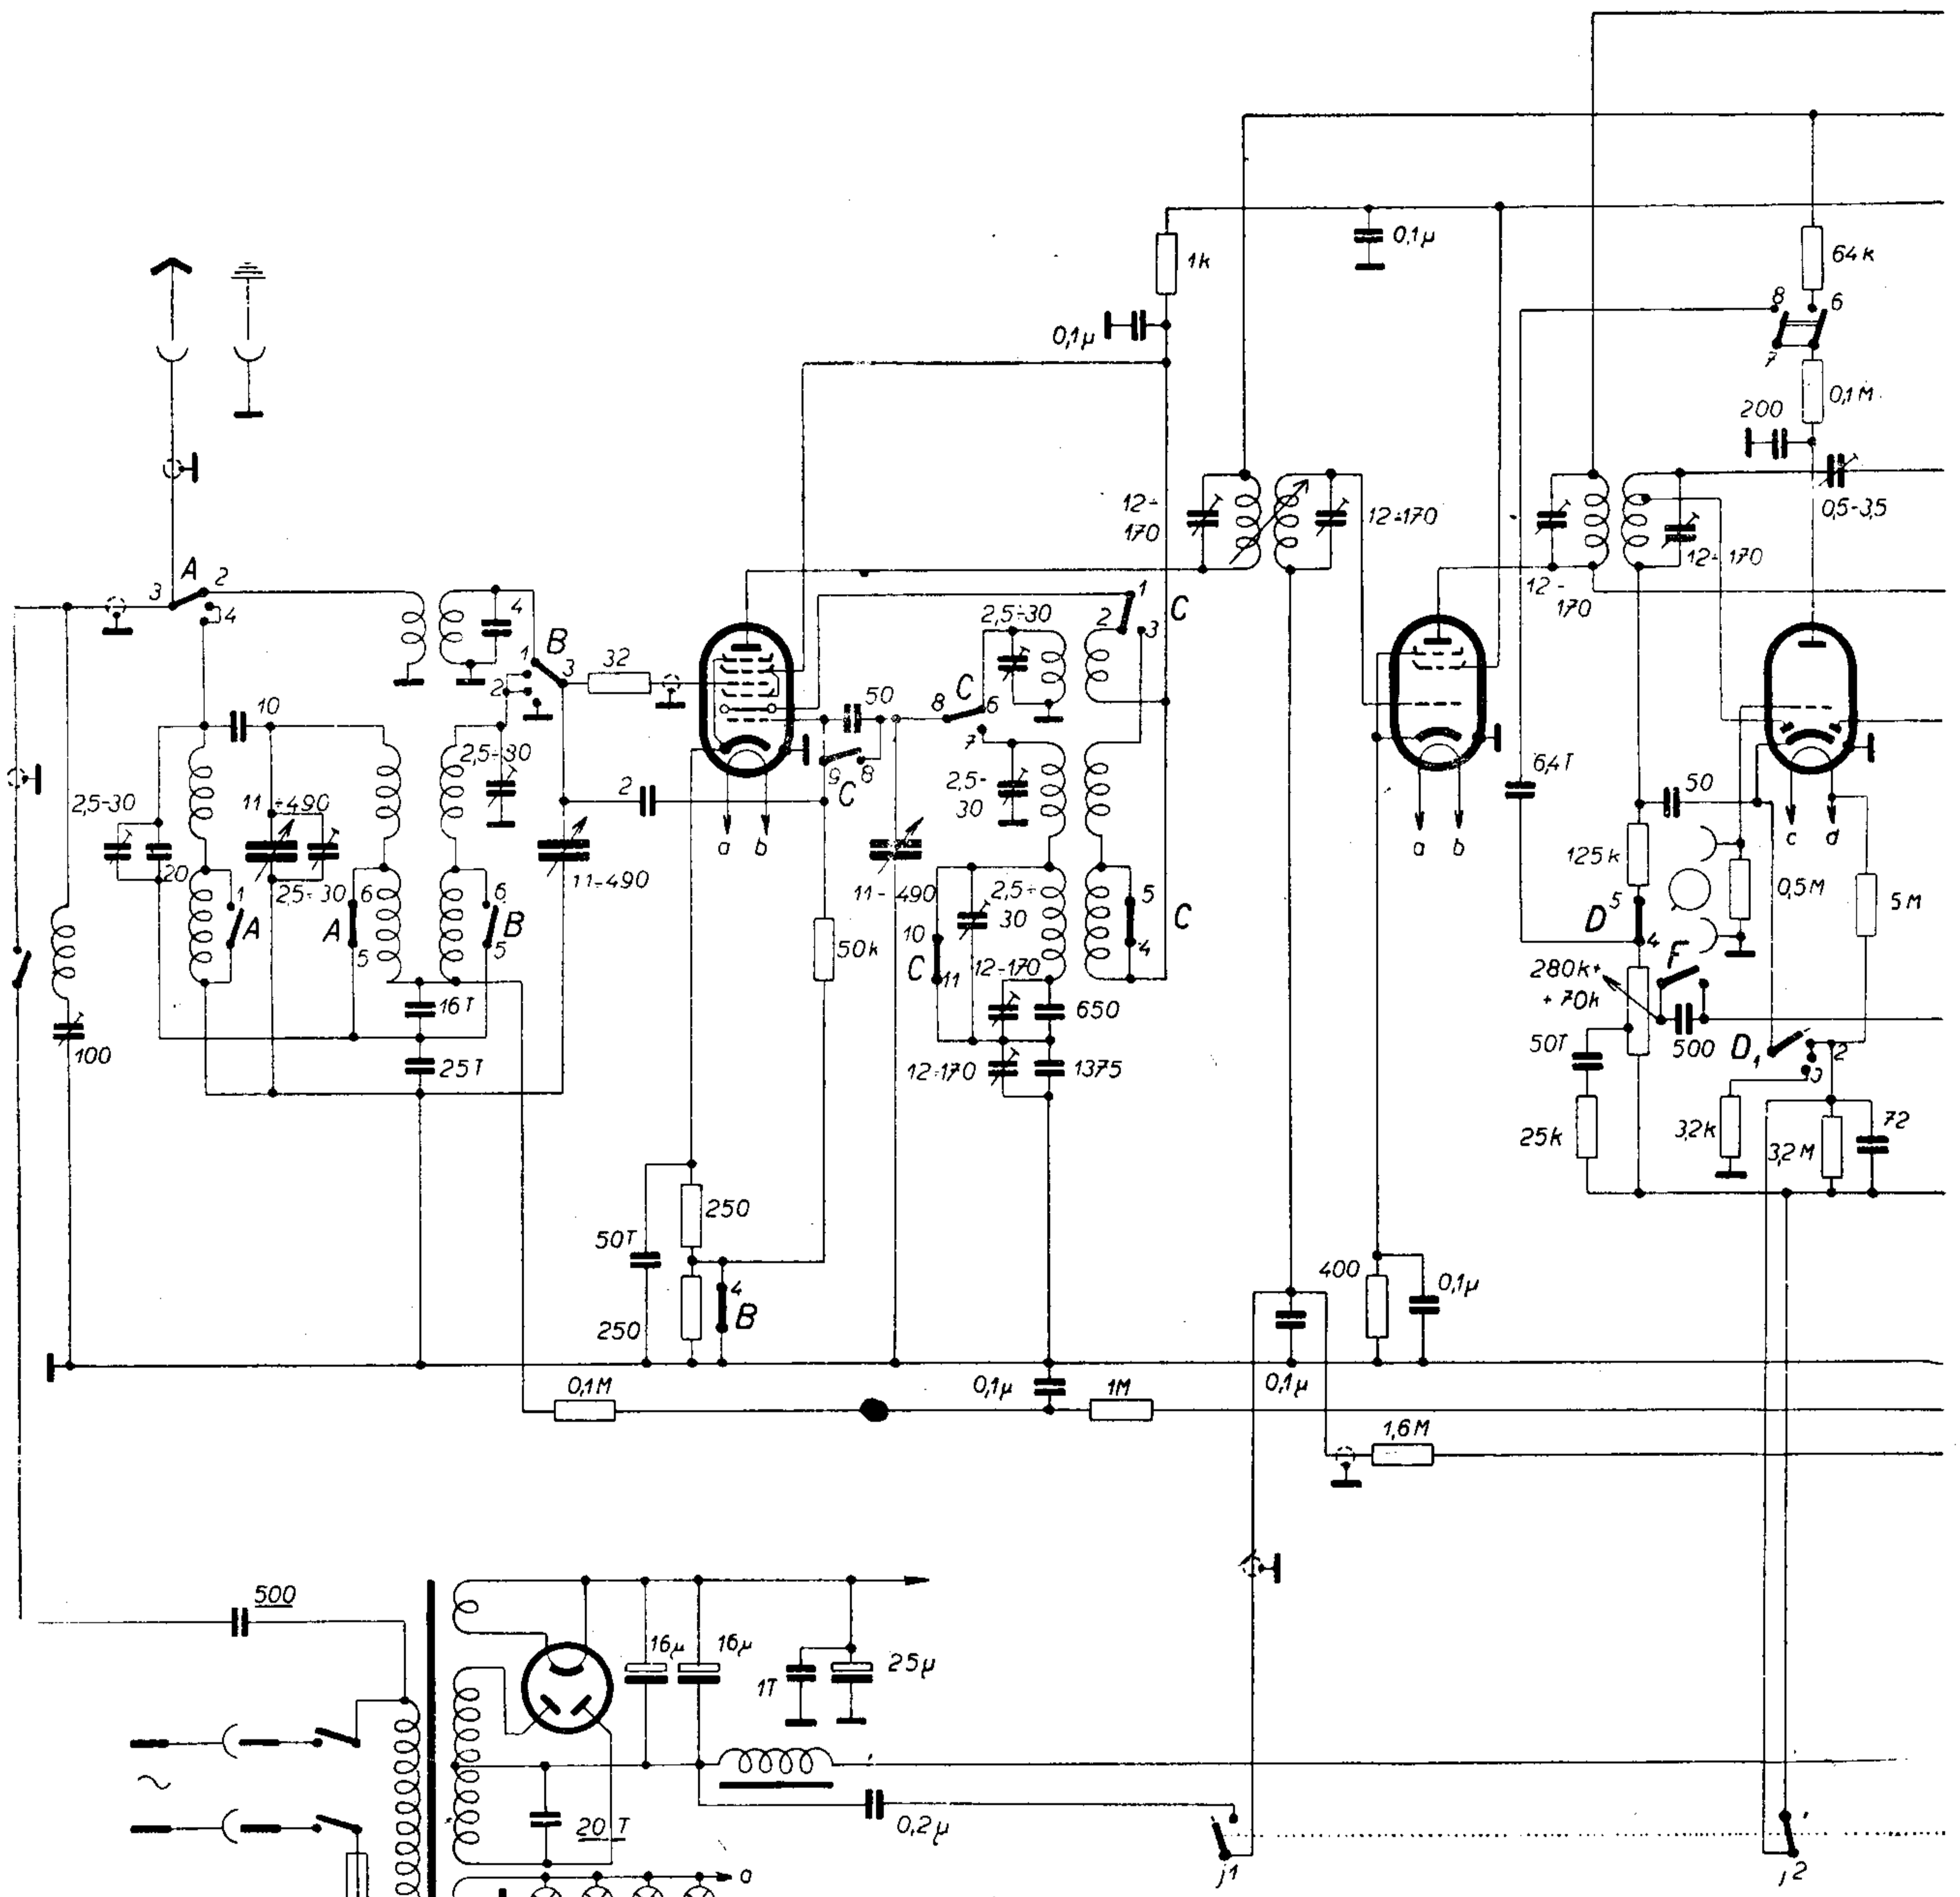 1k
0,1μ
0,1μ
64k
8
6
7
0,1M
200
0,5-3,5
12÷
170
12÷170
12÷
170
12÷170
A
2
3
4
4
B
1
3
2
32
2,5÷30
1
C
2
3
50
8
C
6
7
9
8
C
10
2,5÷30
2
2,5-30
11÷490
2,5-
30
a
b
a
b
6,4T
50
c
d
20
1
A
2,5÷30
6
A
5
6
B
5
11÷490
11÷490
2,5÷
30
5
C
4
125k
D
5
4
0,5M
5M
10
C
11
12-170
50k
280k+
+70k
F
16T
650
100
25T
12÷170
1375
50T
500
D
1
2
3
25k
3,2k
3,2M
72
250
50T
250
4
B
400
0,1μ
0,1M
0,1μ
1M
0,1μ
1,6M
500
16μ
16μ
1T
25μ
20T
0,2μ
j1
j2
a